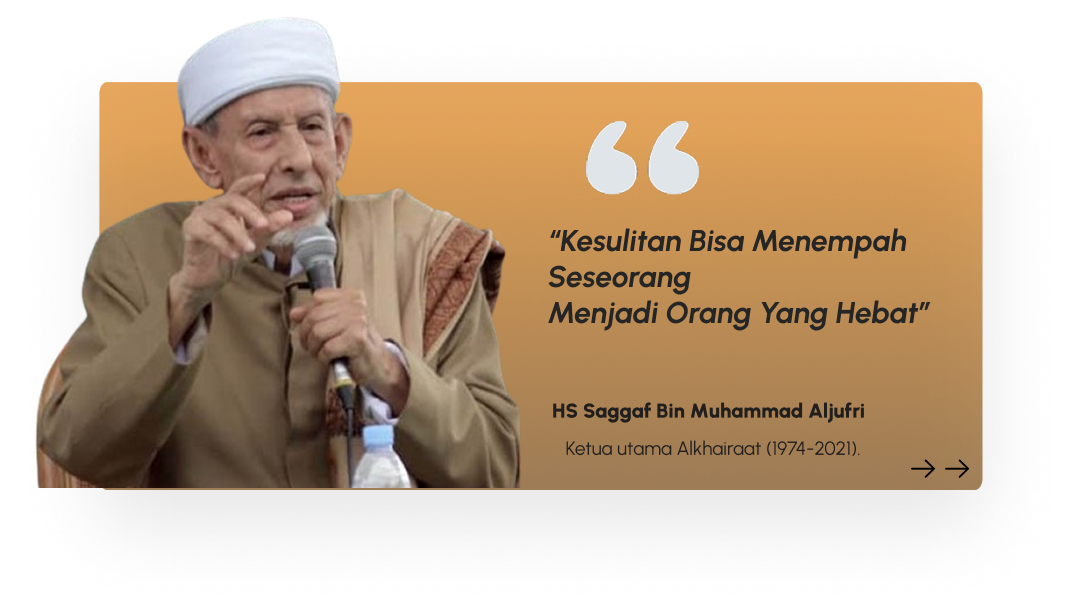 “Kesulitan Bisa Menempah
Seseorang
Menjadi Orang Yang Hebat”
HS Saggaf Bin Muhammad Aljufri
Ketua utama Alkhairaat (1974-2021).